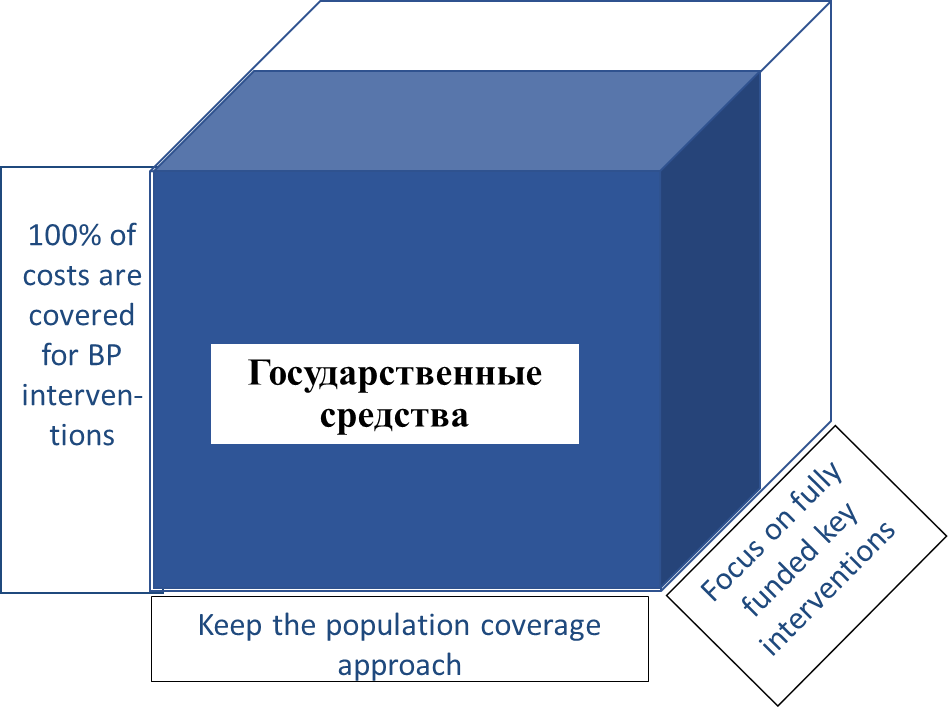 100% of
costs are
covered
for BP
interven-
tions
Государственные
средства
Keep the population coverage
approach
Focus on fully
funded key
interventions